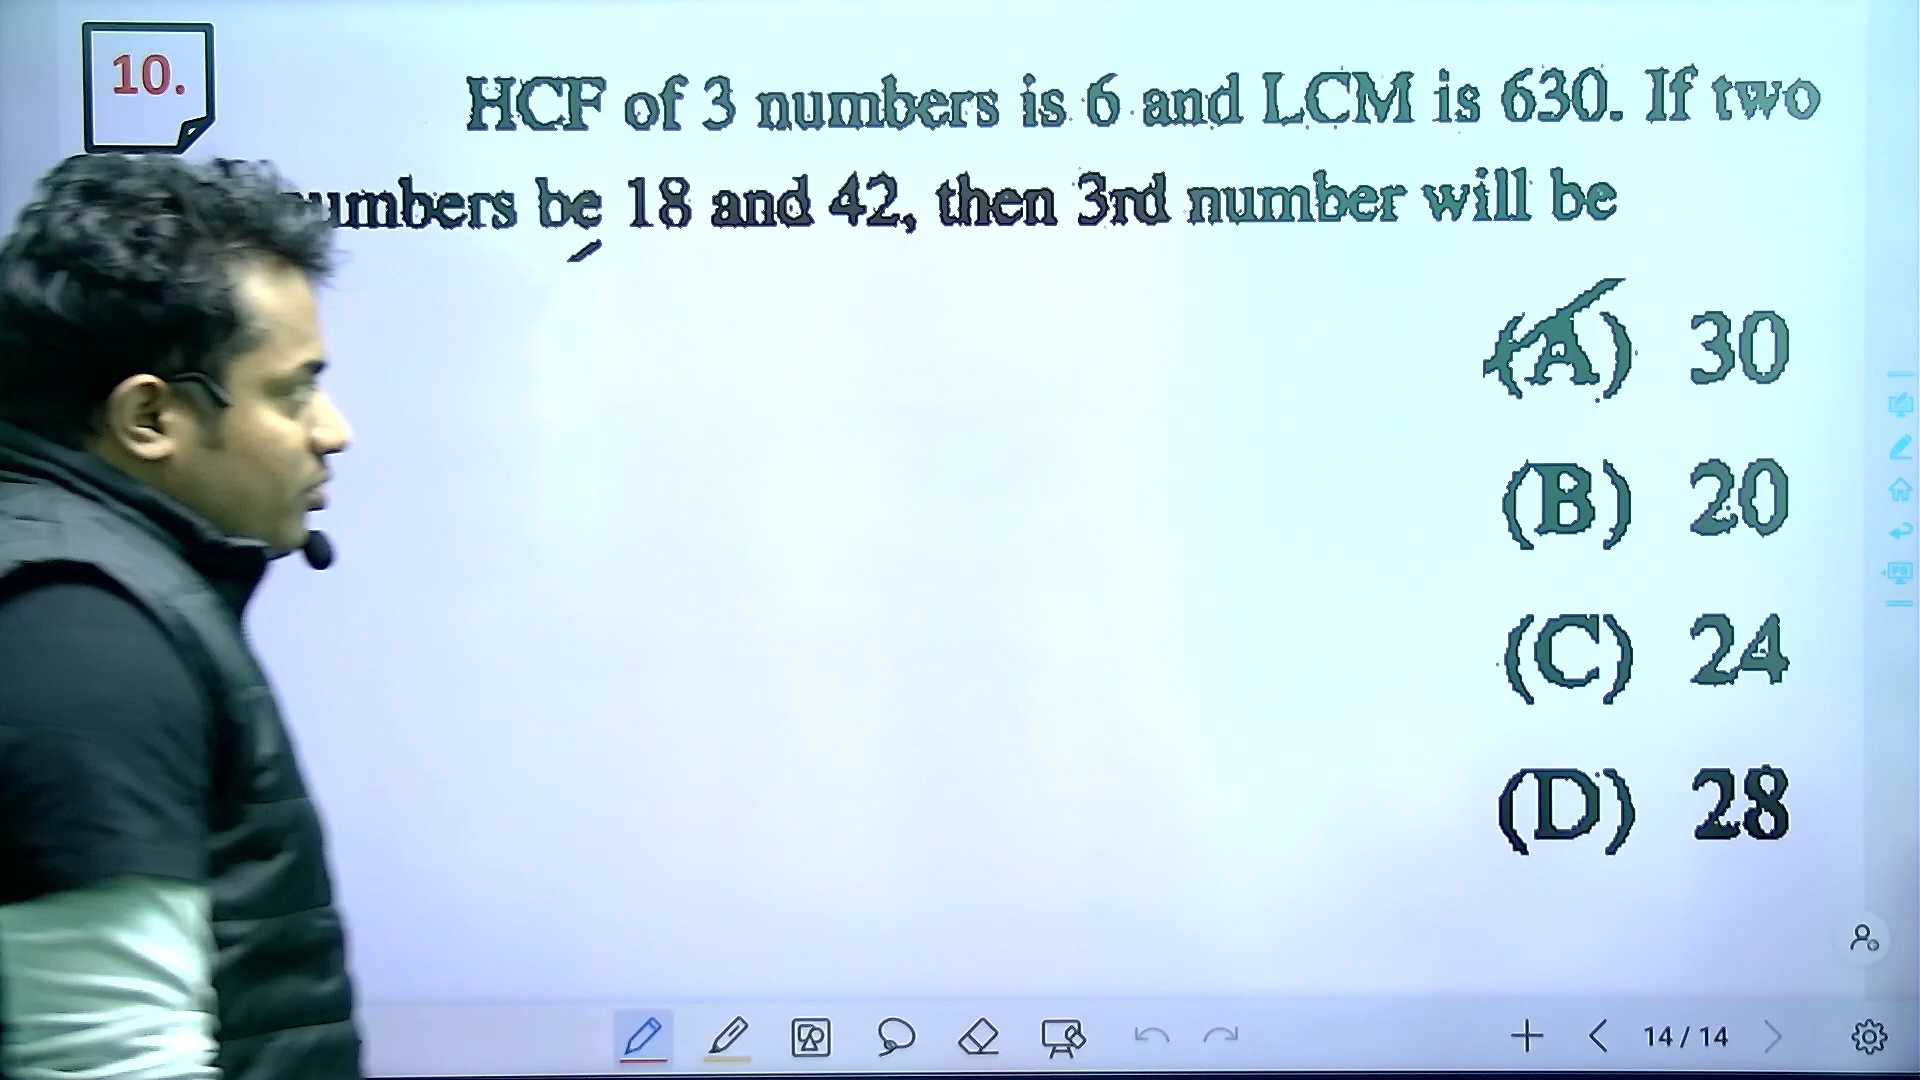 10.
HCF of 3 numbers is 6 and LCM is 630. If two
be 18 and 42, then 3rd number will be
(A) 30
(B) 20
(C) 24
(D) 28
14 / 14